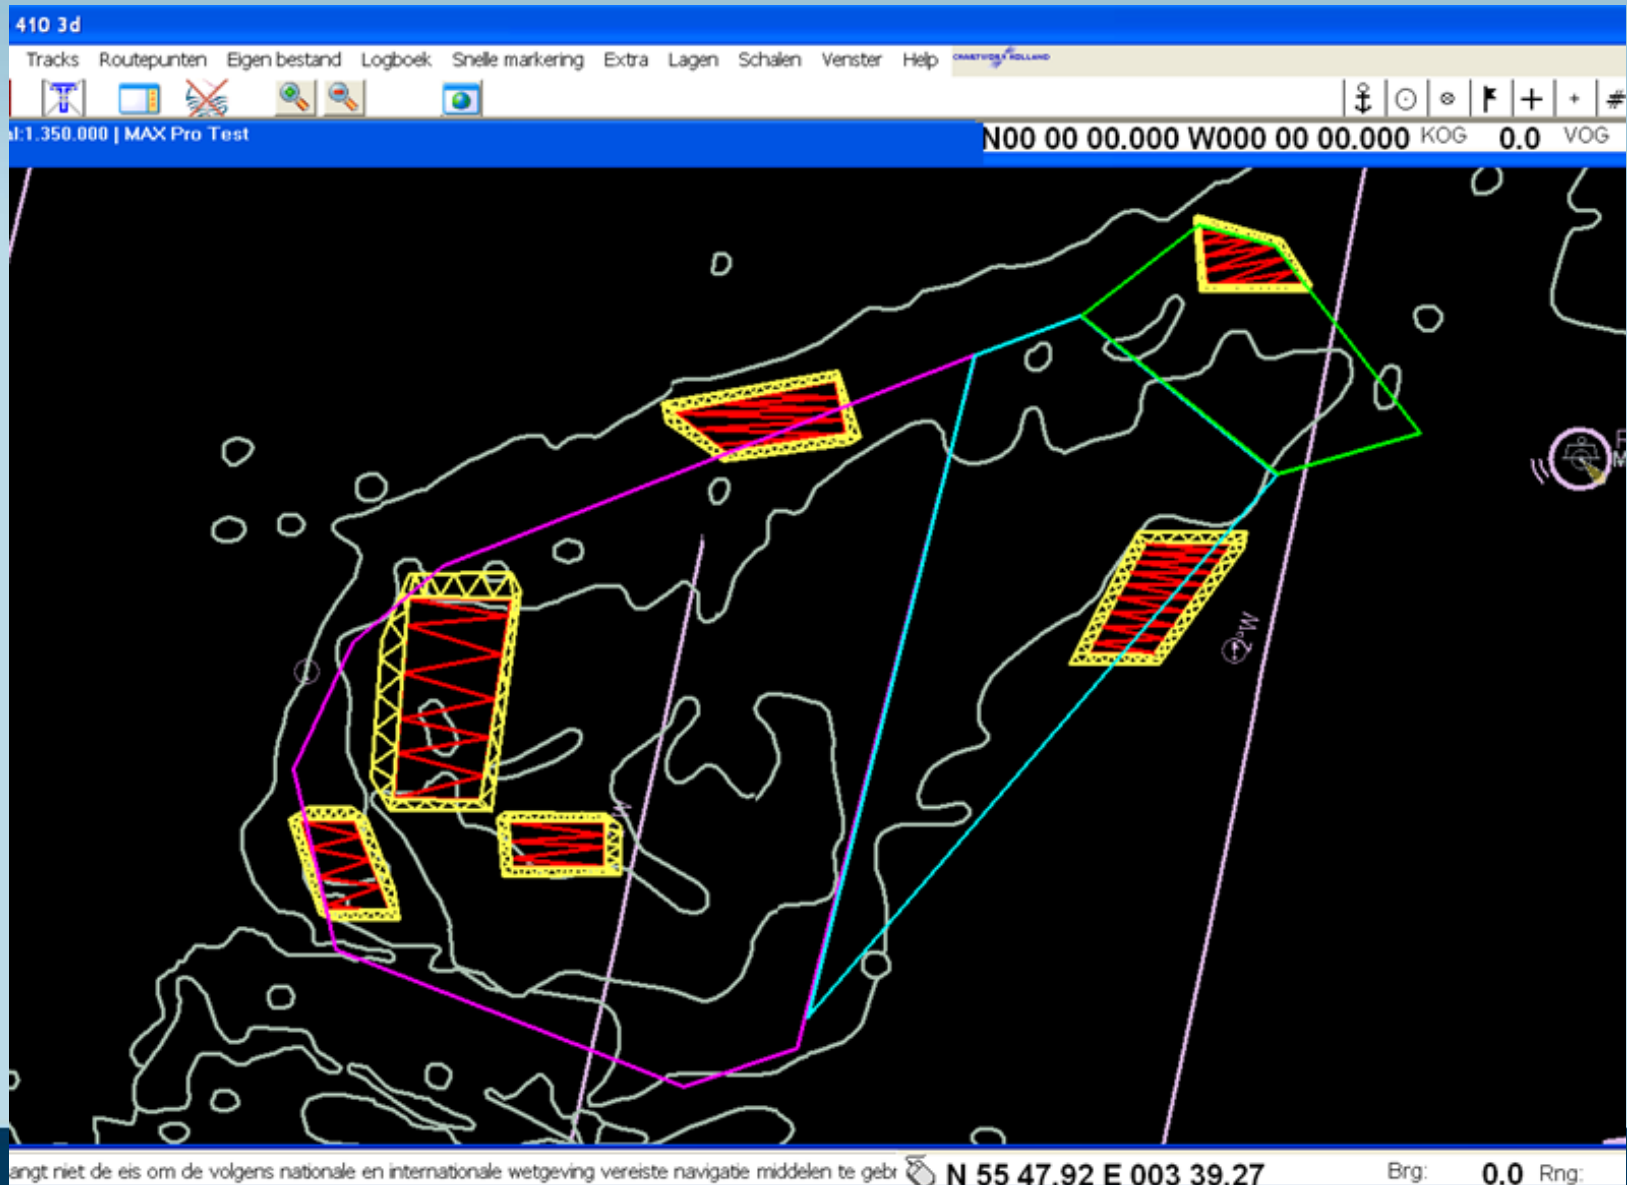 410 3d
Tracks Routepunten Eigen bestand Logboek Snelle markering Extra Lagen Schalen Venster Help
al:1.350.000 | MAX Pro Test
N00 00 00.000 W000 00 00.000 KOG 0.0 VOG
angt niet de eis om de volgens nationale en internationale wetgeving vereiste navigatie middelen te gebr N 55 47.92 E 003 39.27 Brg: 0.0 Rng: